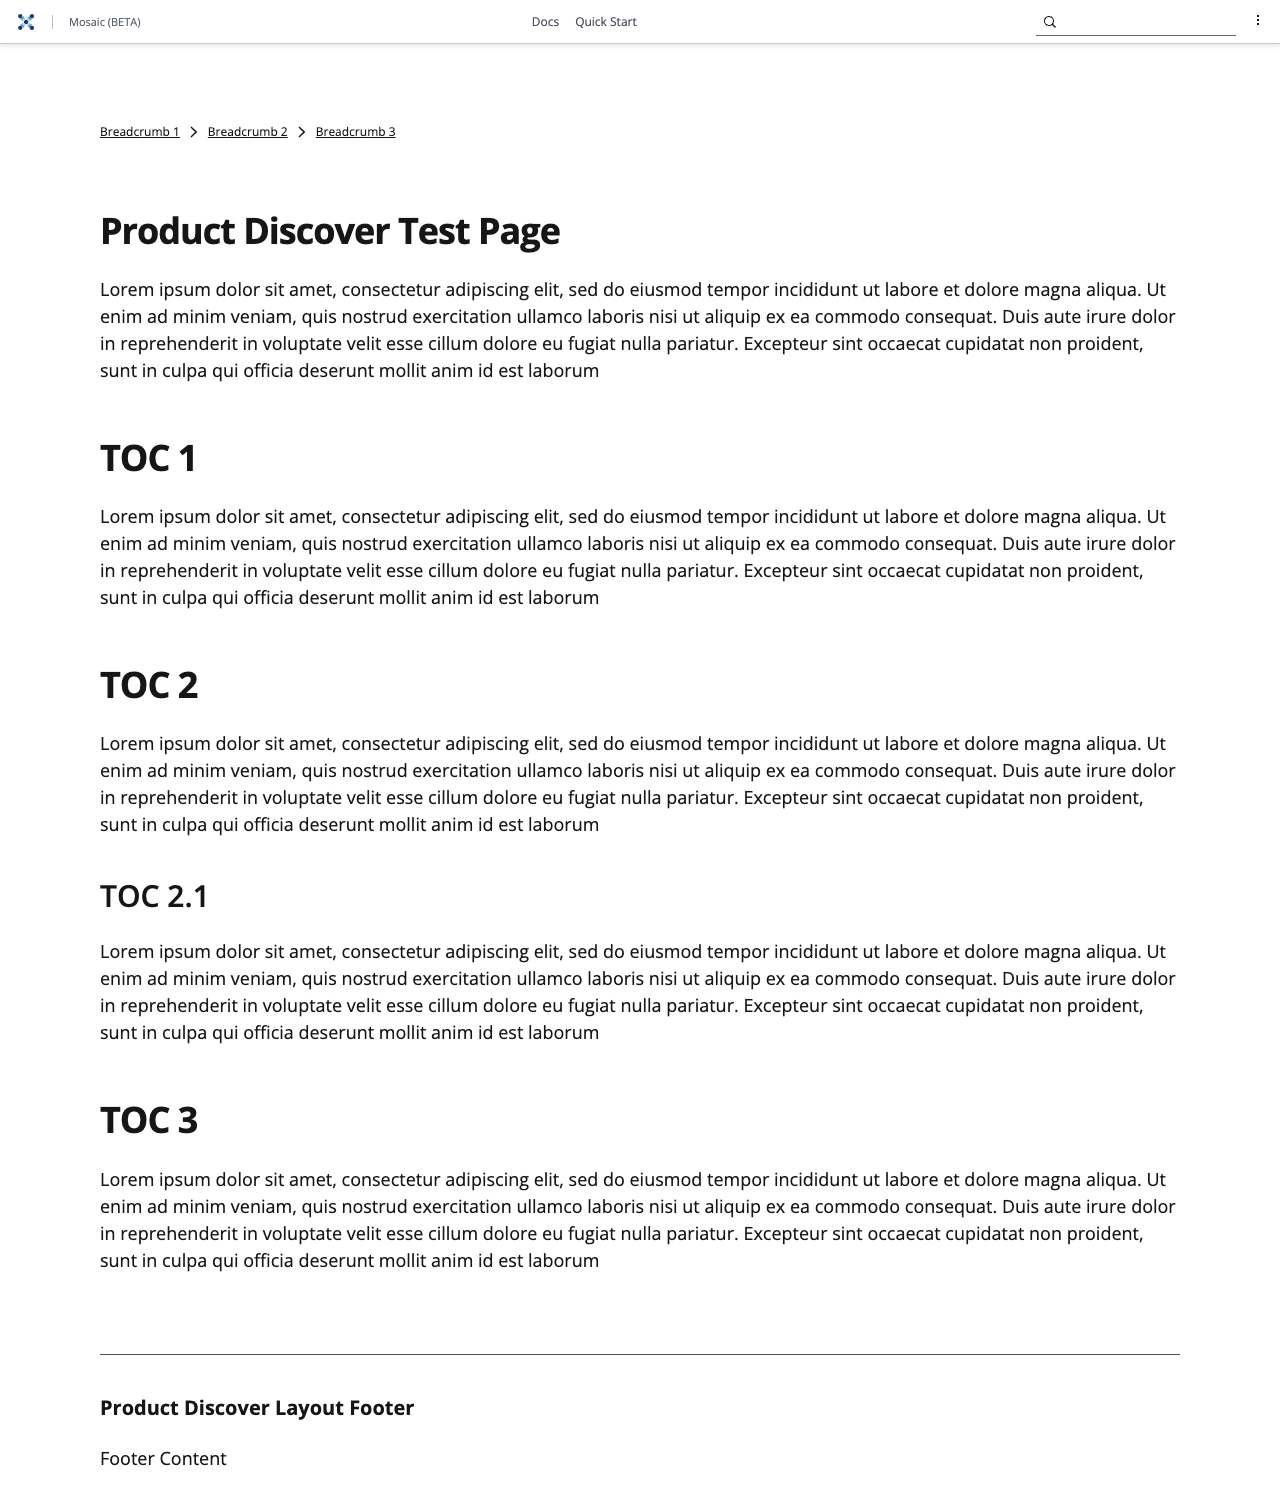 Mosaic (BETA)
Docs Quick Start
Breadcrumb 1 Breadcrumb 2 Breadcrumb 3
Product Discover Test Page
Lorem ipsum dolor sit amet, consectetur adipiscing elit, sed do eiusmod tempor incididunt ut labore et dolore magna aliqua. Ut
enim ad minim veniam, quis nostrud exercitation ullamco laboris nisi ut aliquip ex ea commodo consequat. Duis aute irure dolor
in reprehenderit in voluptate velit esse cillum dolore eu fugiat nulla pariatur. Excepteur sint occaecat cupidatat non proident,
sunt in culpa qui officia deserunt mollit anim id est laborum
TOC 1
Lorem ipsum dolor sit amet, consectetur adipiscing elit, sed do eiusmod tempor incididunt ut labore et dolore magna aliqua. Ut
enim ad minim veniam, quis nostrud exercitation ullamco laboris nisi ut aliquip ex ea commodo consequat. Duis aute irure dolor
in reprehenderit in voluptate velit esse cillum dolore eu fugiat nulla pariatur. Excepteur sint occaecat cupidatat non proident,
sunt in culpa qui officia deserunt mollit anim id est laborum
TOC 2
Lorem ipsum dolor sit amet, consectetur adipiscing elit, sed do eiusmod tempor incididunt ut labore et dolore magna aliqua. Ut
enim ad minim veniam, quis nostrud exercitation ullamco laboris nisi ut aliquip ex ea commodo consequat. Duis aute irure dolor
in reprehenderit in voluptate velit esse cillum dolore eu fugiat nulla pariatur. Excepteur sint occaecat cupidatat non proident,
sunt in culpa qui officia deserunt mollit anim id est laborum
TOC 2.1
Lorem ipsum dolor sit amet, consectetur adipiscing elit, sed do eiusmod tempor incididunt ut labore et dolore magna aliqua. Ut
enim ad minim veniam, quis nostrud exercitation ullamco laboris nisi ut aliquip ex ea commodo consequat. Duis aute irure dolor
in reprehenderit in voluptate velit esse cillum dolore eu fugiat nulla pariatur. Excepteur sint occaecat cupidatat non proident,
sunt in culpa qui officia deserunt mollit anim id est laborum
TOC 3
Lorem ipsum dolor sit amet, consectetur adipiscing elit, sed do eiusmod tempor incididunt ut labore et dolore magna aliqua. Ut
enim ad minim veniam, quis nostrud exercitation ullamco laboris nisi ut aliquip ex ea commodo consequat. Duis aute irure dolor
in reprehenderit in voluptate velit esse cillum dolore eu fugiat nulla pariatur. Excepteur sint occaecat cupidatat non proident,
sunt in culpa qui officia deserunt mollit anim id est laborum
Product Discover Layout Footer
Footer Content